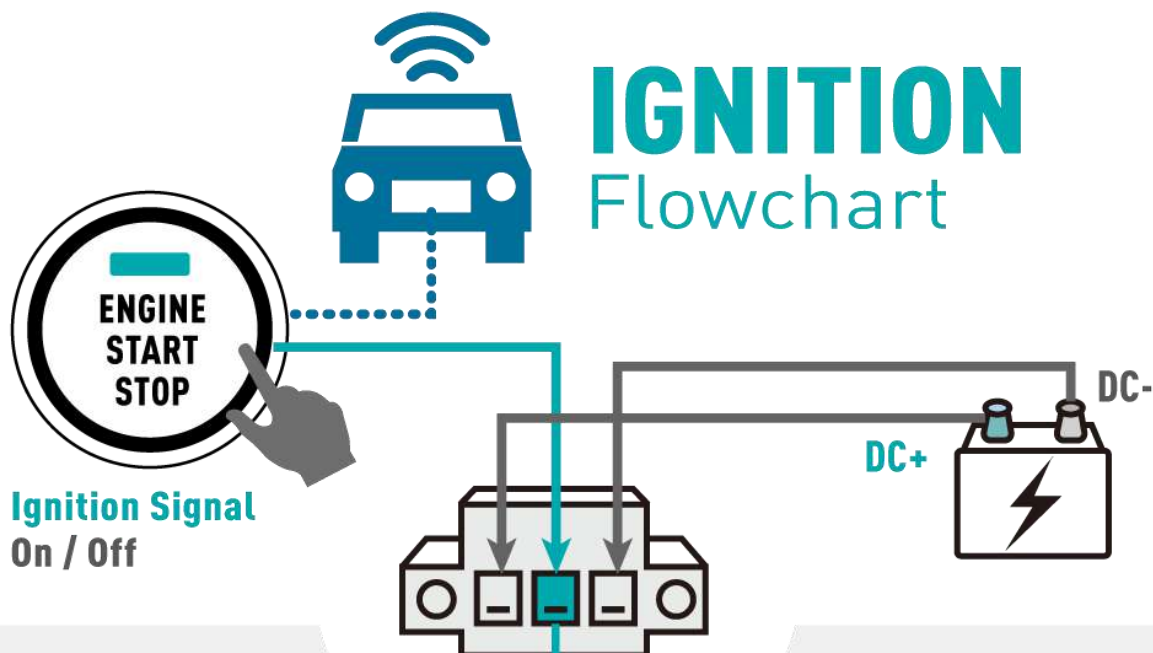 IGNITION
Flowchart
ENGINE
START
STOP
DC-
DC+
Ignition Signal
On / Off